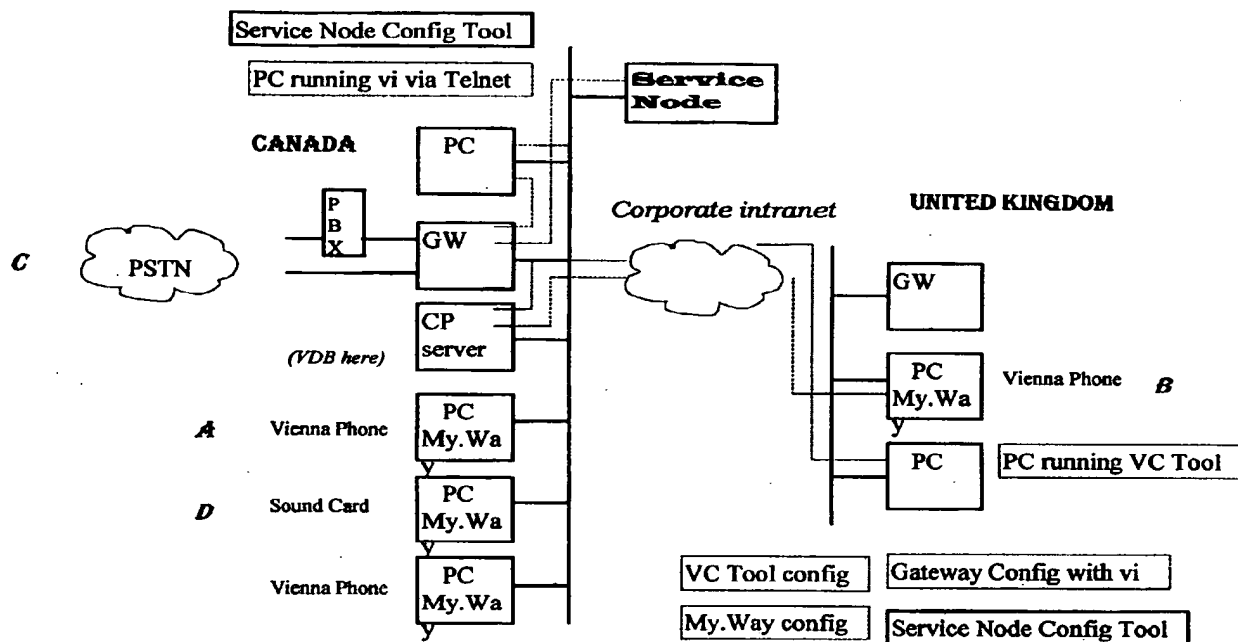 Service Node Config Tool
PC running vi via Telnet
Service
Node
CANADA
PC
P
B
X
GW
Corporate intranet
UNITED KINGDOM
C
PSTN
GW
CP
server
(VDB here)
PC
My.Wa
y
Vienna Phone
B
A
Vienna Phone
PC
My.Wa
y
PC
PC running VC Tool
D
Sound Card
PC
My.Wa
y
Vienna Phone
PC
My.Wa
y
VC Tool config
Gateway Config with vi
My.Way config
Service Node Config Tool